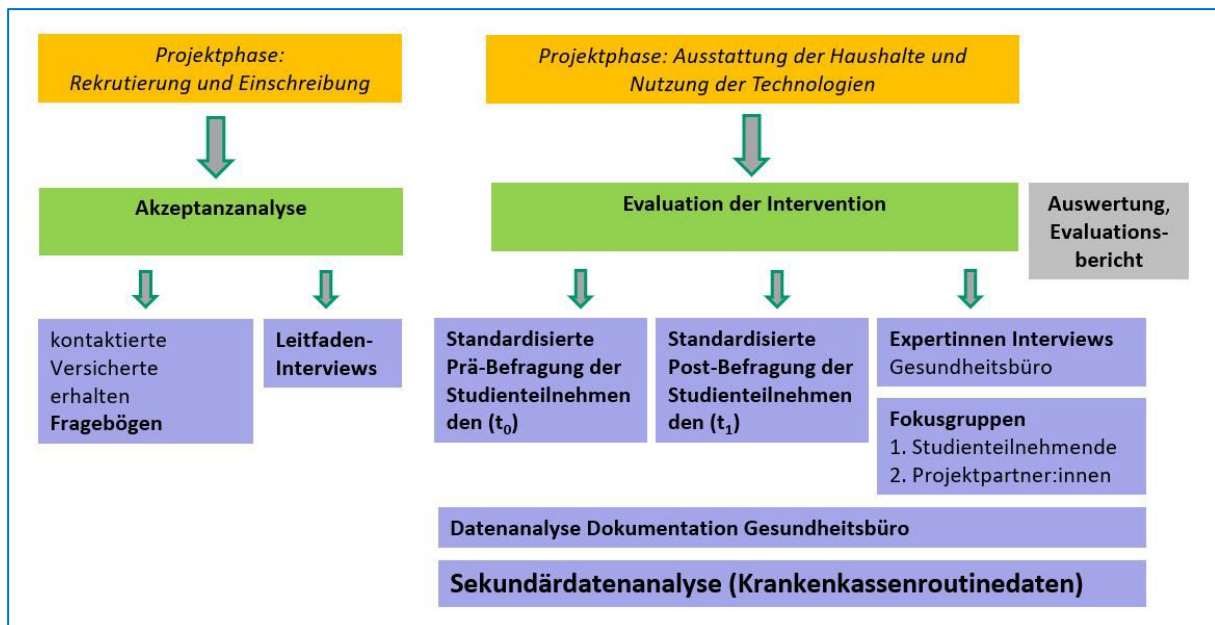 Projektphase:
Rekrutierung und Einschreibung
Projektphase: Ausstattung der Haushalte und
Nutzung der Technologien
Akzeptanzanalyse
Evaluation der Intervention
Auswertung,
Evaluations-
bericht
kontaktierte
Versicherte
erhalten
Fragebögen
Leitfaden-
Interviews
Standardisierte
Prä-Befragung der
Studienteilnehmen
den (t₀)
Standardisierte
Post-Befragung der
Studienteilnehmen
den (t₁)
Expertinnen Interviews
Gesundheitsbüro
Fokusgruppen
1. Studienteilnehmende
2. Projektpartner:innen
Datenanalyse Dokumentation Gesundheitsbüro
Sekundärdatenanalyse (Krankenkassenroutinedaten)